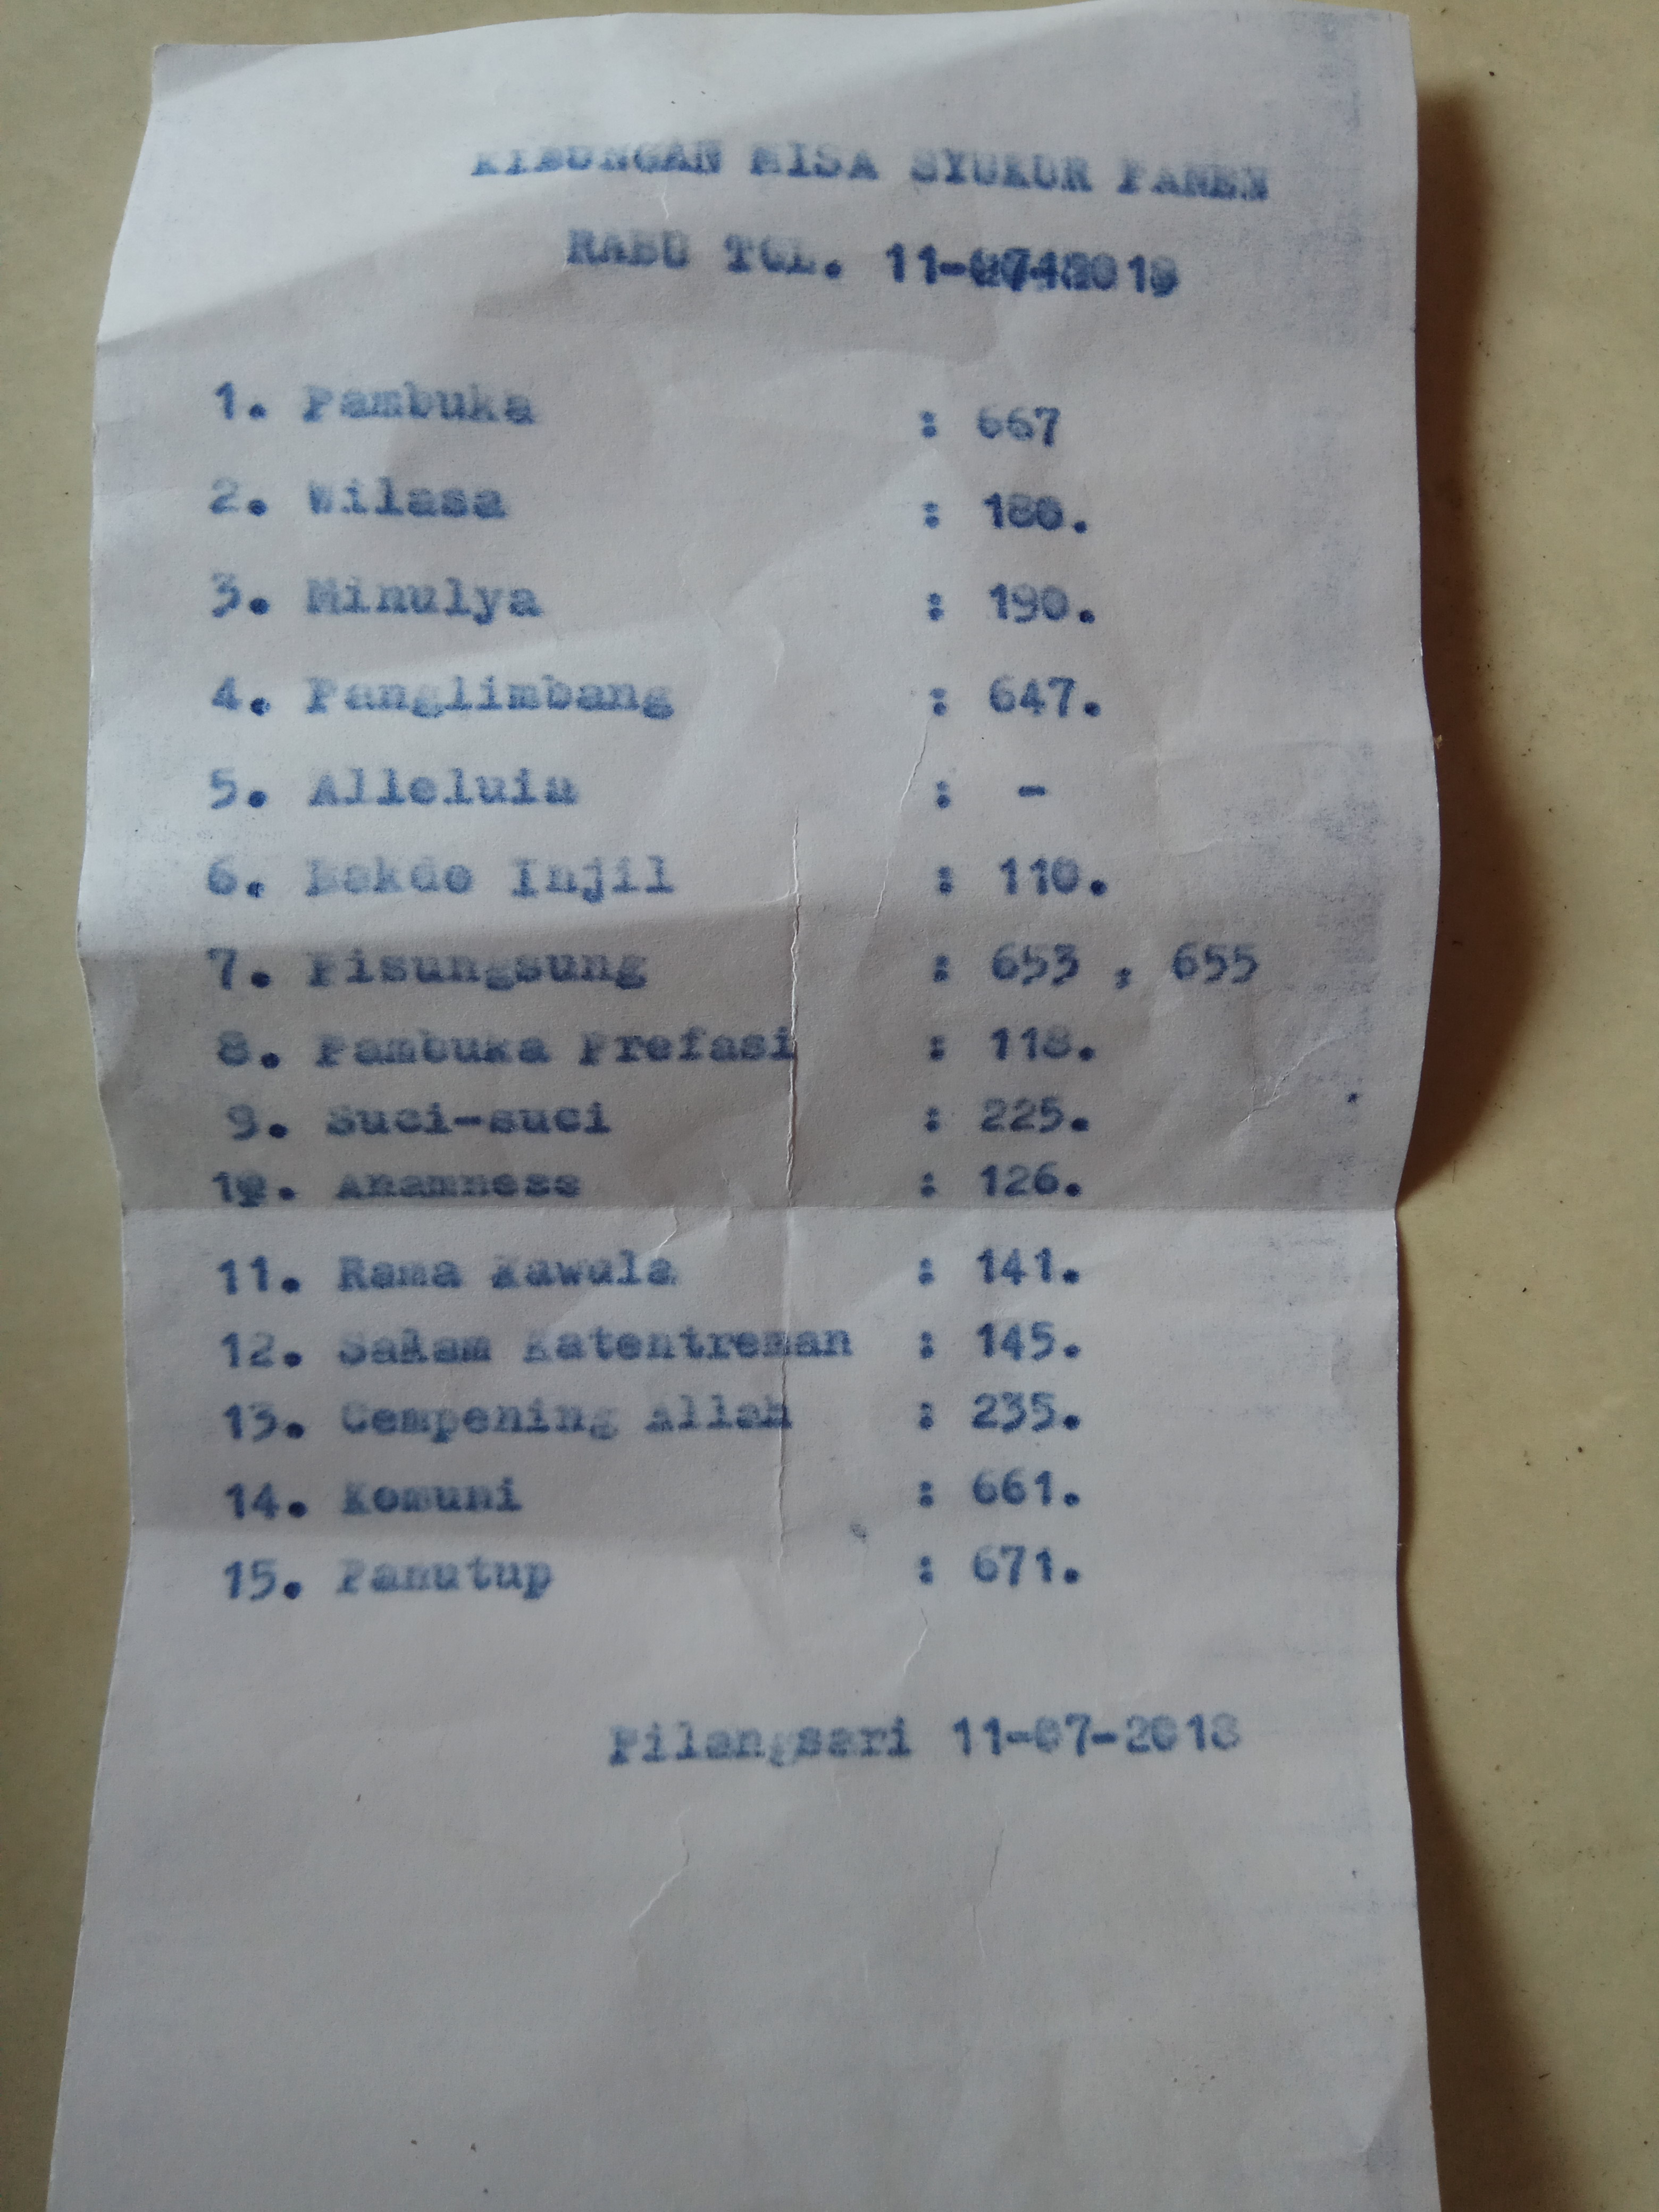 KIDUNGAN MISA SYUKUR PANEN
RABU TGL. 11-07-2018
1. Pambuka : 667
2. Wilasa : 186.
3. Minulya : 190.
4. Panglimbang : 647.
5. Alleluia : -
6. Bakdo Injil : 110.
7. Pisungsung : 653 , 655
8. Pambuka Prefasi : 118.
9. Suci-suci : 225.
10. Anamnese : 126.
11. Rama Kawula : 141.
12. Salam Katentreman : 145.
13. Cempening Allah : 235.
14. Komuni : 661.
15. Panutup : 671.
Pilangsari 11-07-2018